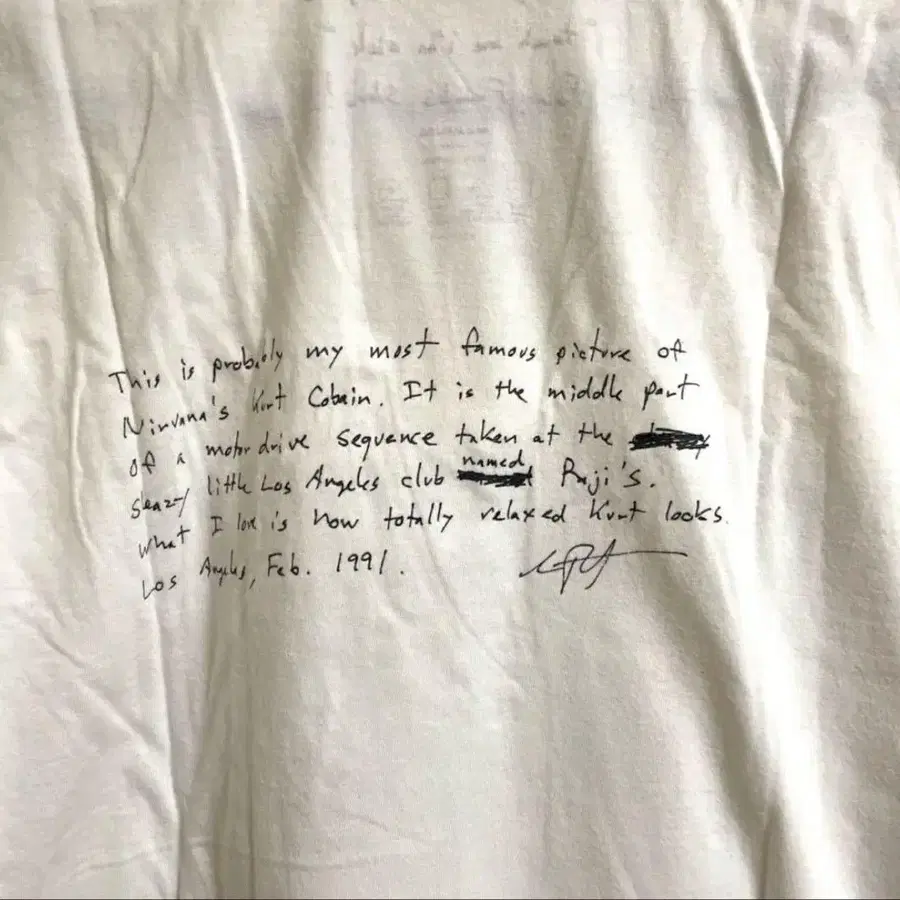 This is probably my most famous picture of
Nirvana's Kurt Cobain. It is the middle part
of a motor drive sequence taken at the
sleazy little Los Angeles club named Raji's.
What I love is how totally relaxed Kurt looks.
Los Angeles, Feb. 1991.